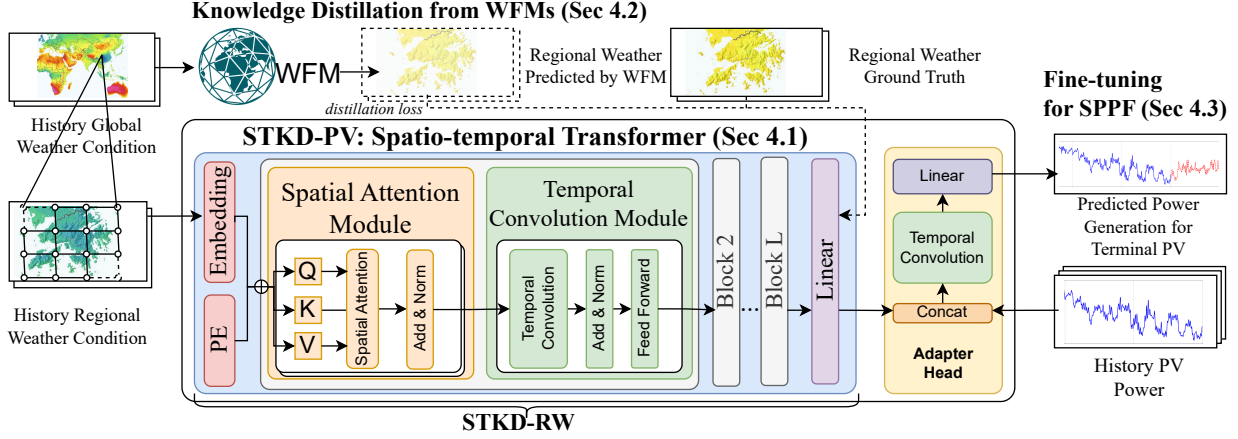 Knowledge Distillation from WFMs (Sec 4.2)
WFM
Regional Weather
Predicted by WFM
Regional Weather
Ground Truth
distillation loss
History Global
Weather Condition
Fine-tuning
for SPPF (Sec 4.3)
STKD-PV: Spatio-temporal Transformer (Sec 4.1)
Embedding
PE
Spatial Attention
Module
Q
K
V
Spatial Attention
Add & Norm
Temporal
Convolution Module
Temporal
Convolution
Add & Norm
Feed Forward
Block 2
...
Block L
Linear
Linear
Temporal
Convolution
Concat
Adapter
Head
Predicted Power
Generation for
Terminal PV
History Regional
Weather Condition
History PV
Power
STKD-RW